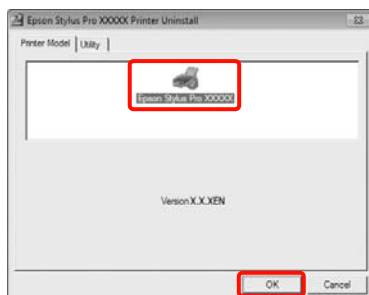 Epson Stylus Pro XXXXX Printer Uninstall
Printer Model Utility
Epson Stylus Pro XXXXX
Version X.X.XEN
OK Cancel